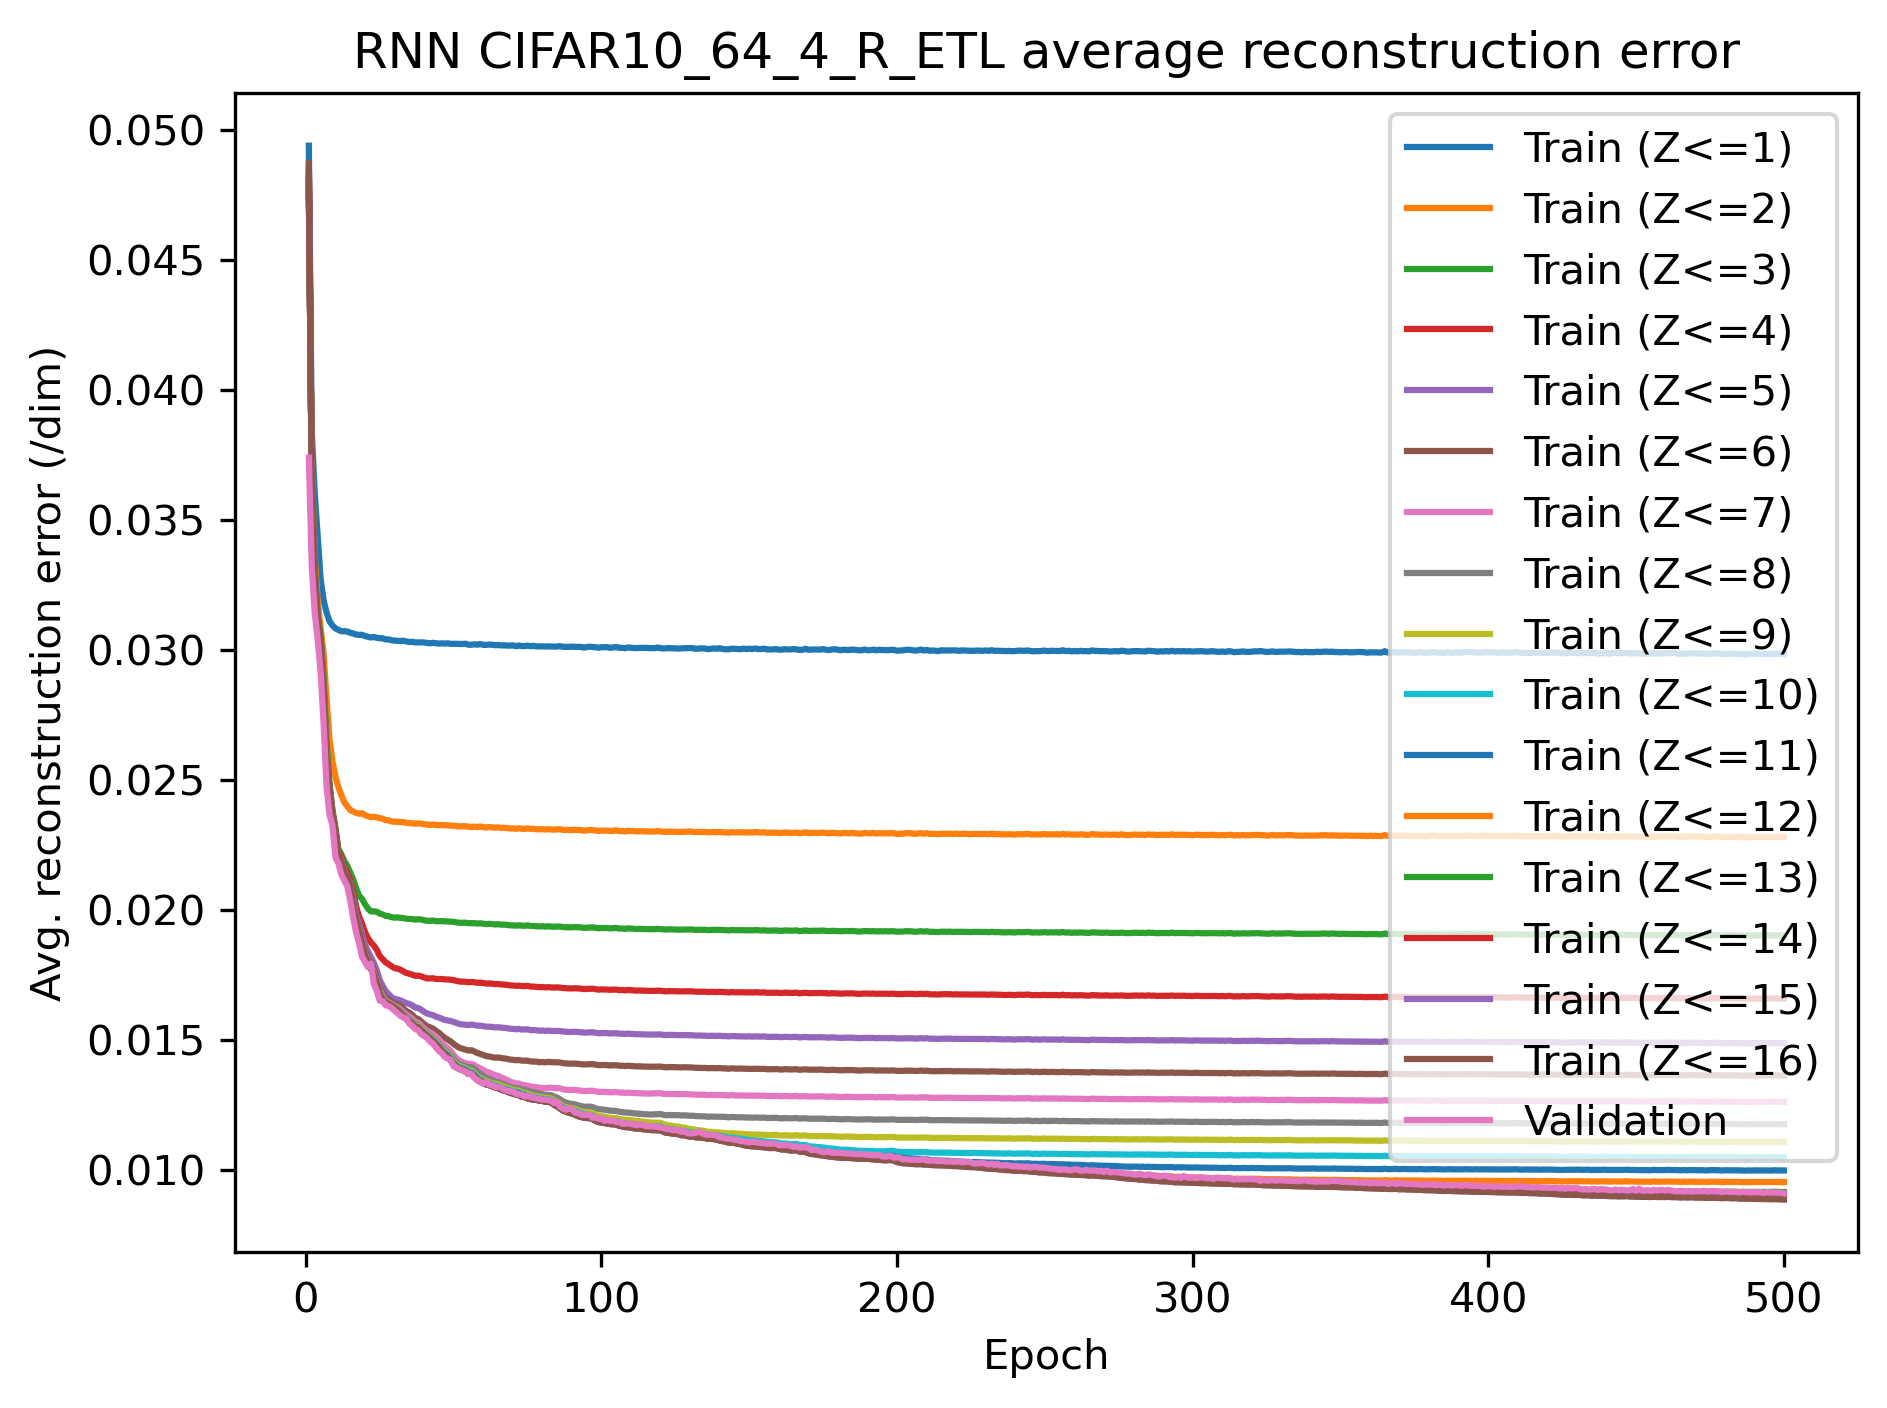 RNN CIFAR10_64_4_R_ETL average reconstruction error
Avg. reconstruction error (/dim)
0.050
0.045
0.040
0.035
0.030
0.025
0.020
0.015
0.010
Train (Z<=1)
Train (Z<=2)
Train (Z<=3)
Train (Z<=4)
Train (Z<=5)
Train (Z<=6)
Train (Z<=7)
Train (Z<=8)
Train (Z<=9)
Train (Z<=10)
Train (Z<=11)
Train (Z<=12)
Train (Z<=13)
Train (Z<=14)
Train (Z<=15)
Train (Z<=16)
Validation
0 100 200 300 400 500
Epoch